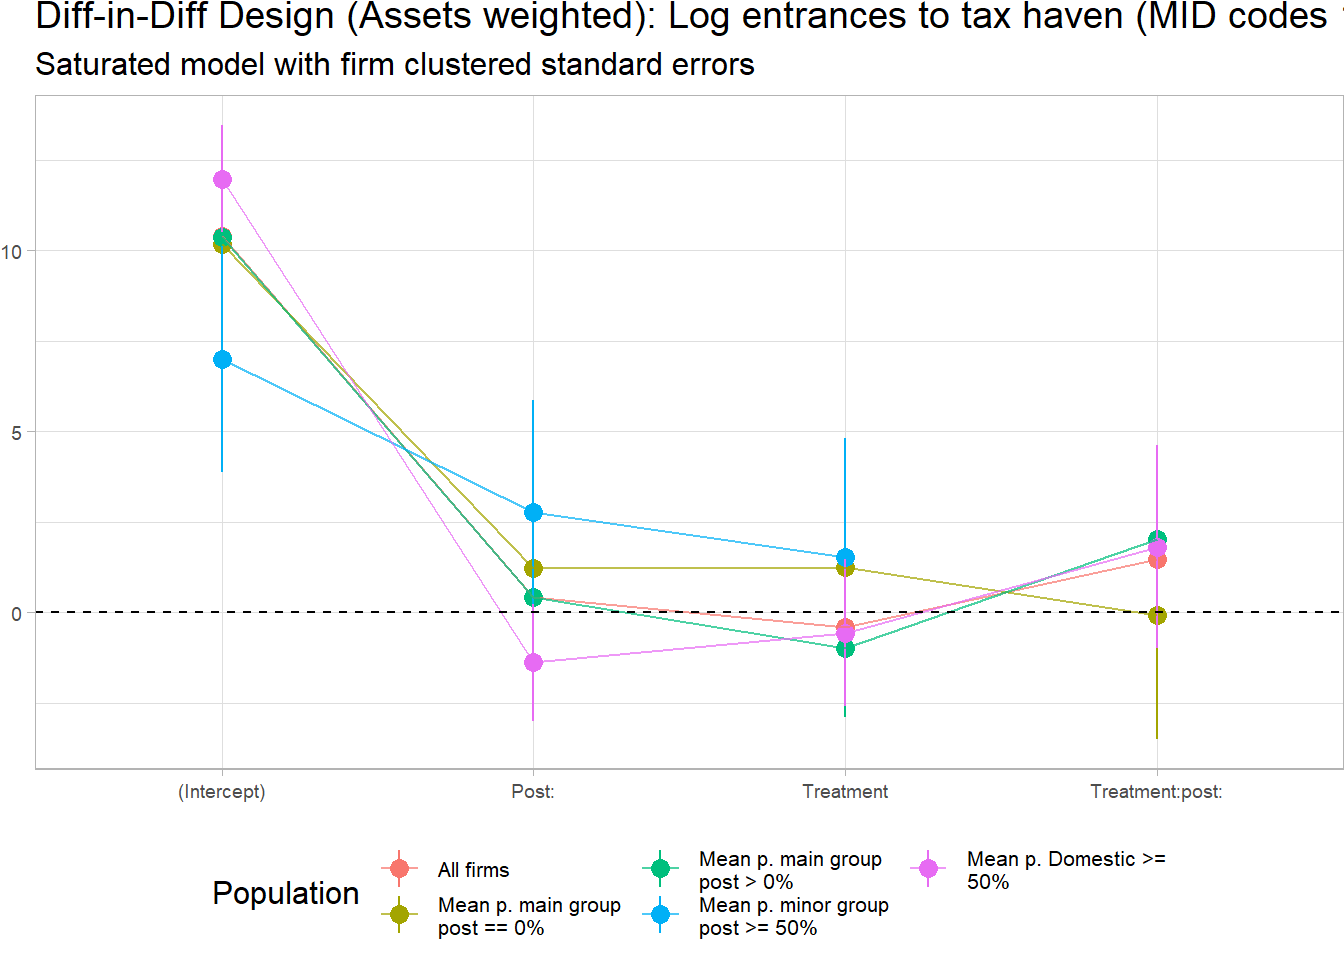 Diff-in-Diff Design (Assets weighted): Log entrances to tax haven (MID codes
Saturated model with firm clustered standard errors
10
5
0
(Intercept)
Post:
Treatment
Treatment:post:
Population
All firms
Mean p. main group
post == 0%
Mean p. main group
post > 0%
Mean p. minor group
post >= 50%
Mean p. Domestic >=
50%